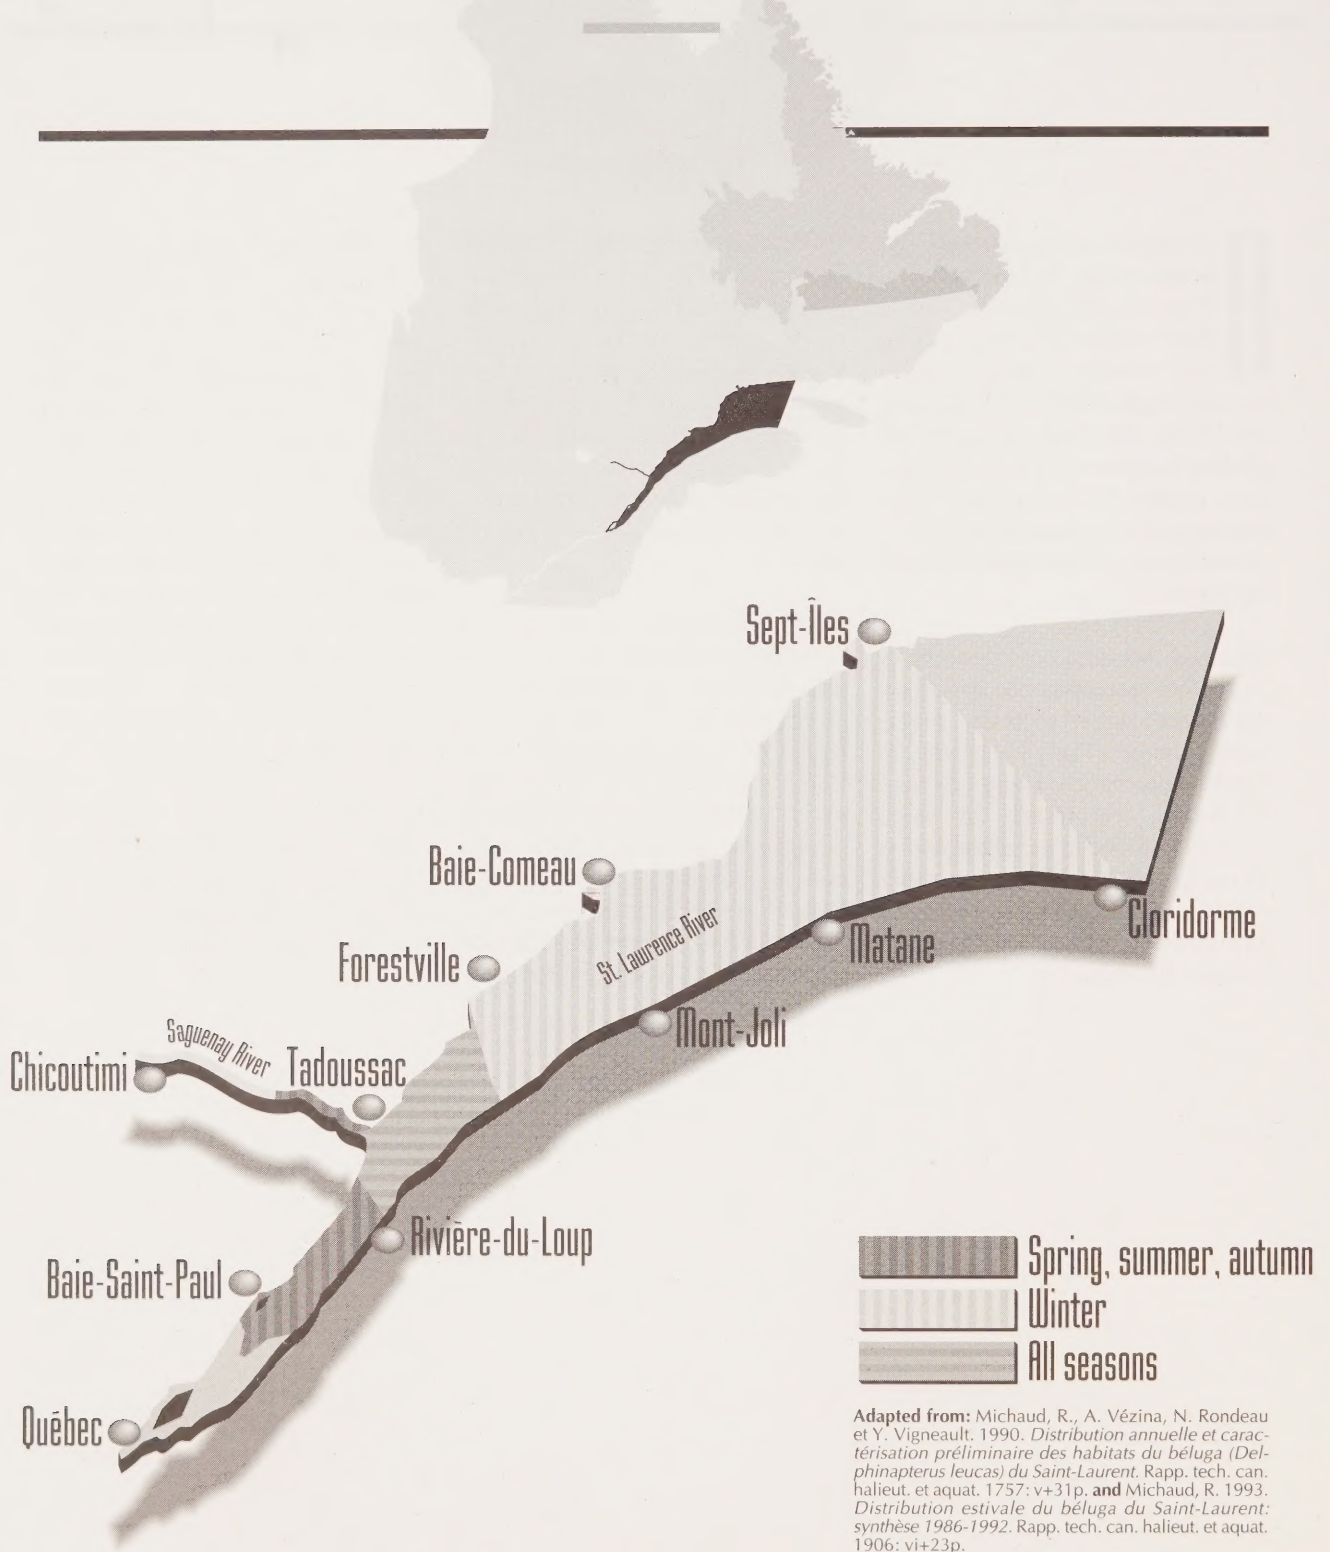 Sept-Îles
Baie-Comeau
St. Lawrence River
Cloridorme
Matane
Forestville
Mont-Joli
Saguenay River
Tadoussac
Chicoutimi
Rivière-du-Loup
Baie-Saint-Paul
Québec
Spring, summer, autumn
Winter
All seasons
Adapted from: Michaud, R., A. Vézina, N. Rondeau
et Y. Vigneault. 1990. Distribution annuelle et carac-
térisation préliminaire des habitats du béluga (Del-
phinapterus leucas) du Saint-Laurent. Rapp. tech. can.
halieut. et aquat. 1757: v+31p. and Michaud, R. 1993.
Distribution estivale du béluga du Saint-Laurent:
synthèse 1986-1992. Rapp. tech. can. halieut. et aquat.
1906: vi+23p.